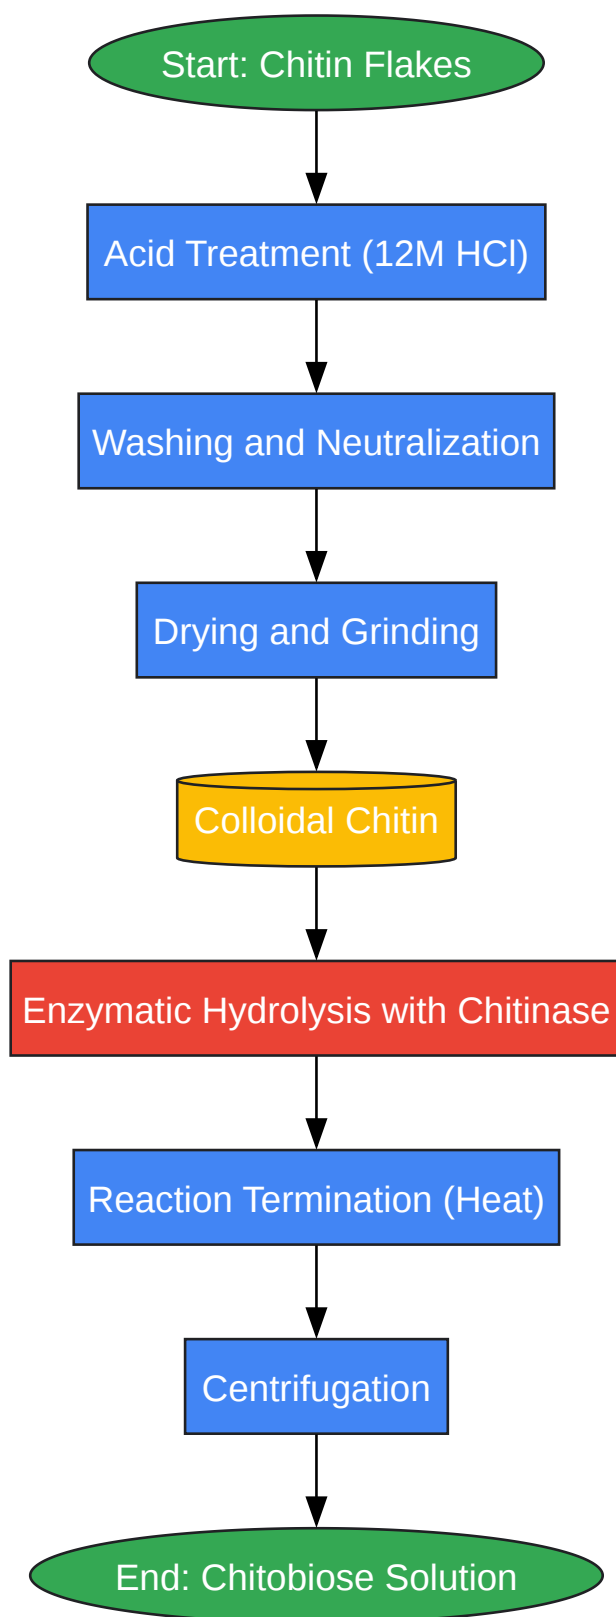 Start: Chitin Flakes
Acid Treatment (12M HCl)
Washing and Neutralization
Drying and Grinding
Colloidal Chitin
Enzymatic Hydrolysis with Chitinase
Reaction Termination (Heat)
Centrifugation
End: Chitobiose Solution